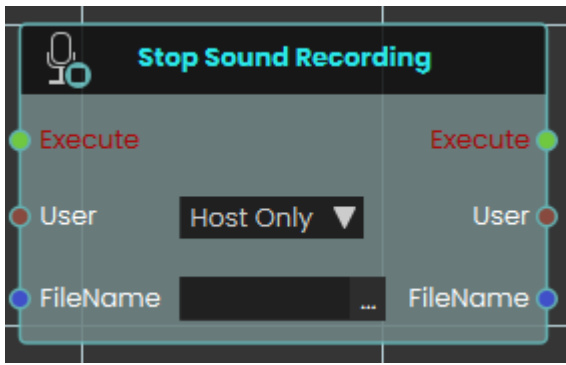 Stop Sound Recording
Execute Execute
User Host Only User
FileName ... FileName